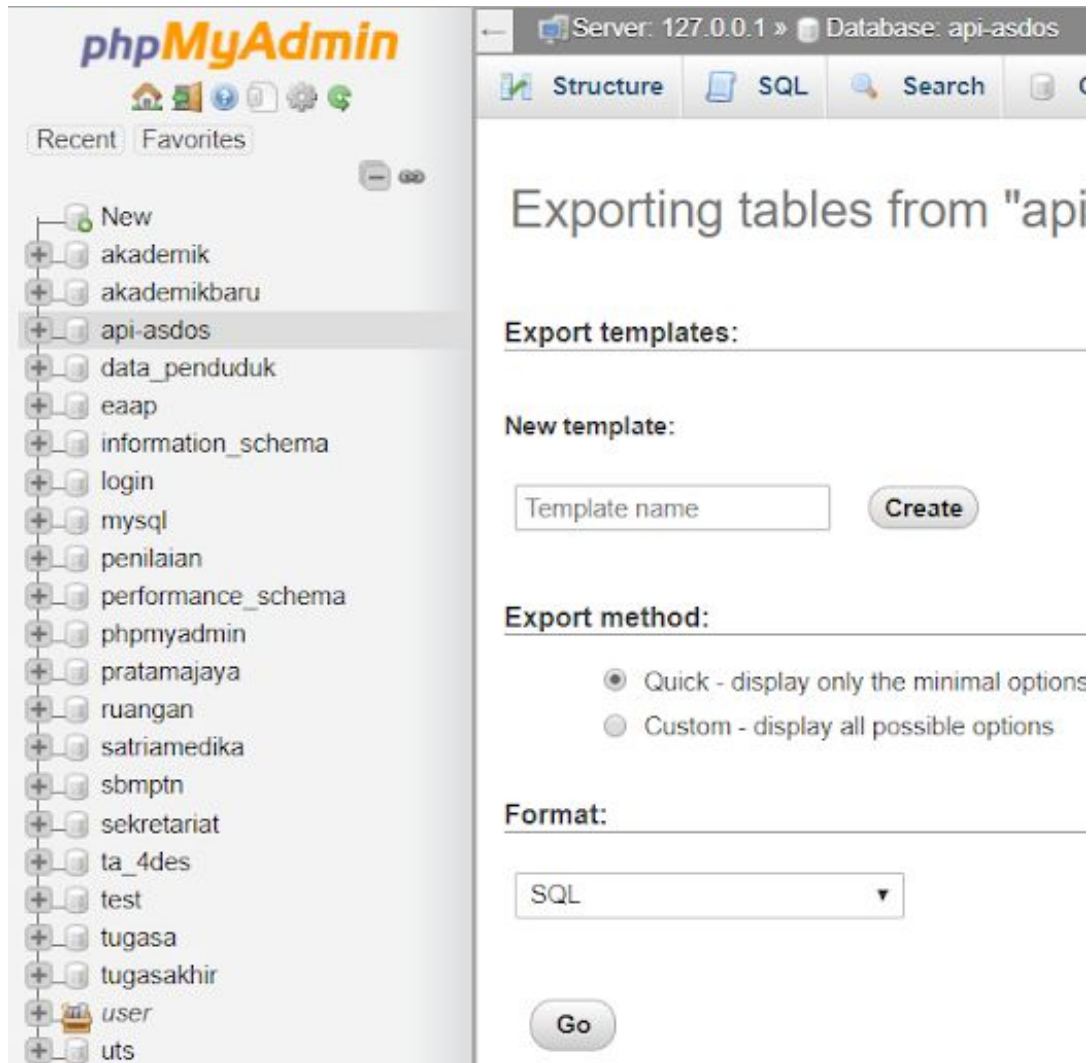 phpMyAdmin
Recent Favorites
New
akademik
akademikbaru
api-asdos
data_penduduk
eaap
information_schema
login
mysql
penilaian
performance_schema
phpmyadmin
pratamajaya
ruangan
satriamedika
sbmptn
sekretariat
ta_4des
test
tugasa
tugasakhir
user
uts
Server: 127.0.0.1 » Database: api-asdos
Structure SQL Search
Exporting tables from "api
Export templates:
New template:
Template name Create
Export method:
Quick - display only the minimal options
Custom - display all possible options
Format:
SQL
Go